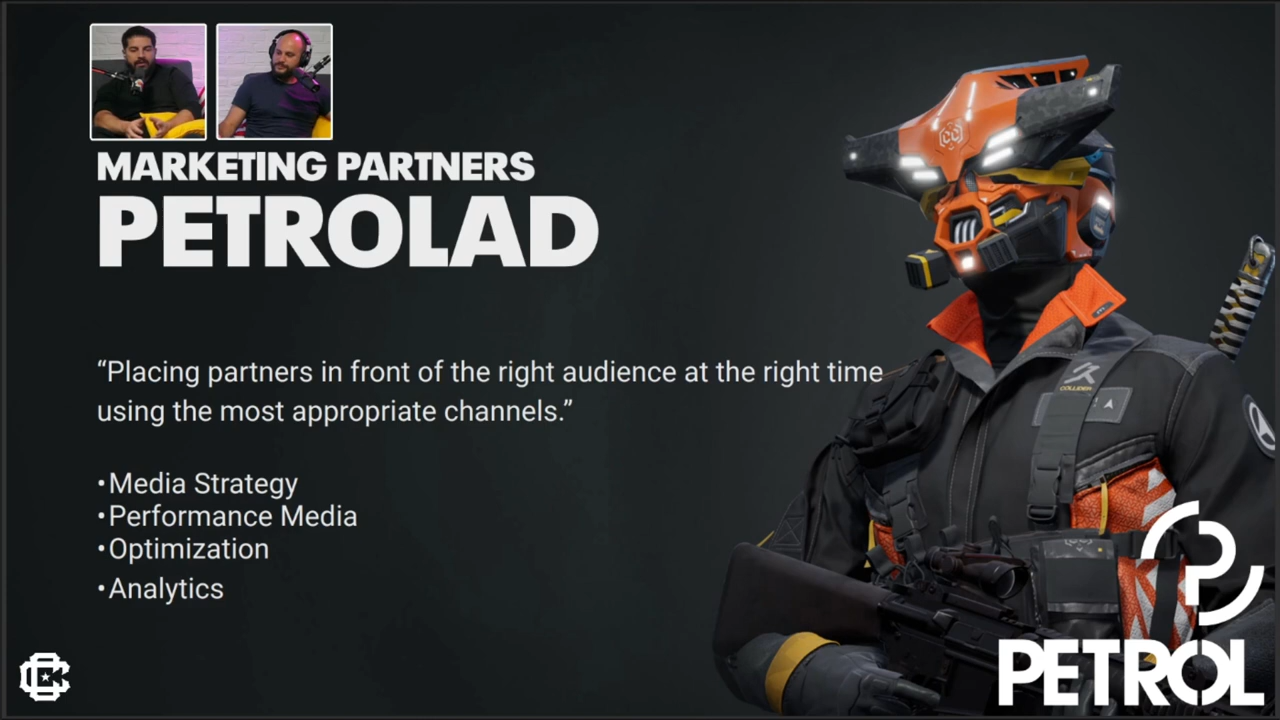 MARKETING PARTNERS
PETROLAD
“Placing partners in front of the right audience at the right time
using the most appropriate channels.”
•Media Strategy
•Performance Media
•Optimization
•Analytics
COLLIDER
PETROL